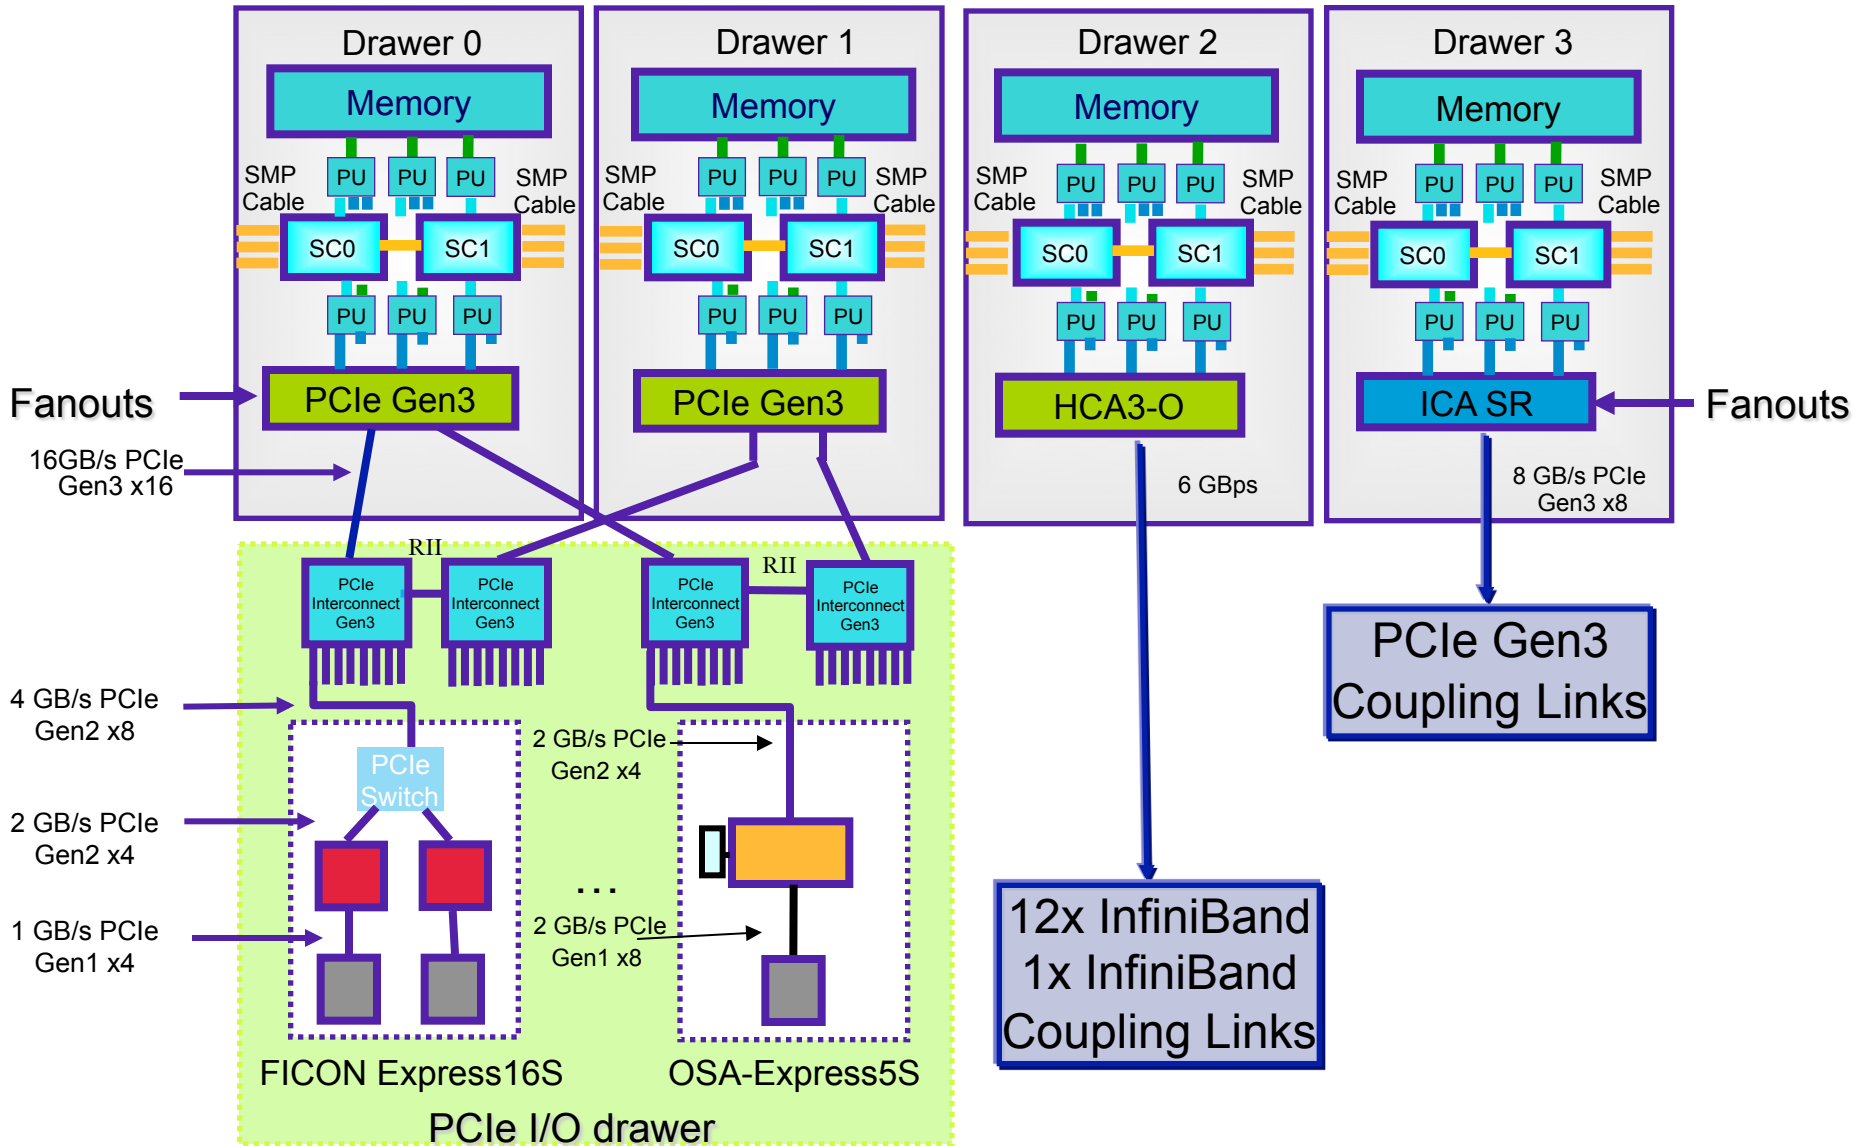 Drawer 0
Memory
PU PU PU
SMP
Cable
SMP
Cable
SC0 SC1
PU PU PU
PCIe Gen3
Drawer 1
Memory
PU PU PU
SMP
Cable
SMP
Cable
SC0 SC1
PU PU PU
PCIe Gen3
Drawer 2
Memory
PU PU PU
SMP
Cable
SMP
Cable
SC0 SC1
PU PU PU
HCA3-O
6 GBps
Drawer 3
Memory
PU PU PU
SMP
Cable
SMP
Cable
SC0 SC1
PU PU PU
ICA SR
8 GB/s PCIe
Gen3 x8
Fanouts
Fanouts
16GB/s PCIe
Gen3 x16
RII
RII
PCIe
Interconnect
Gen3
PCIe
Interconnect
Gen3
PCIe
Interconnect
Gen3
PCIe
Interconnect
Gen3
4 GB/s PCIe
Gen2 x8
PCIe
Switch
2 GB/s PCIe
Gen2 x4
2 GB/s PCIe
Gen2 x4
...
1 GB/s PCIe
Gen1 x4
2 GB/s PCIe
Gen1 x8
FICON Express16S
OSA-Express5S
PCIe I/O drawer
PCIe Gen3
Coupling Links
12x InfiniBand
1x InfiniBand
Coupling Links